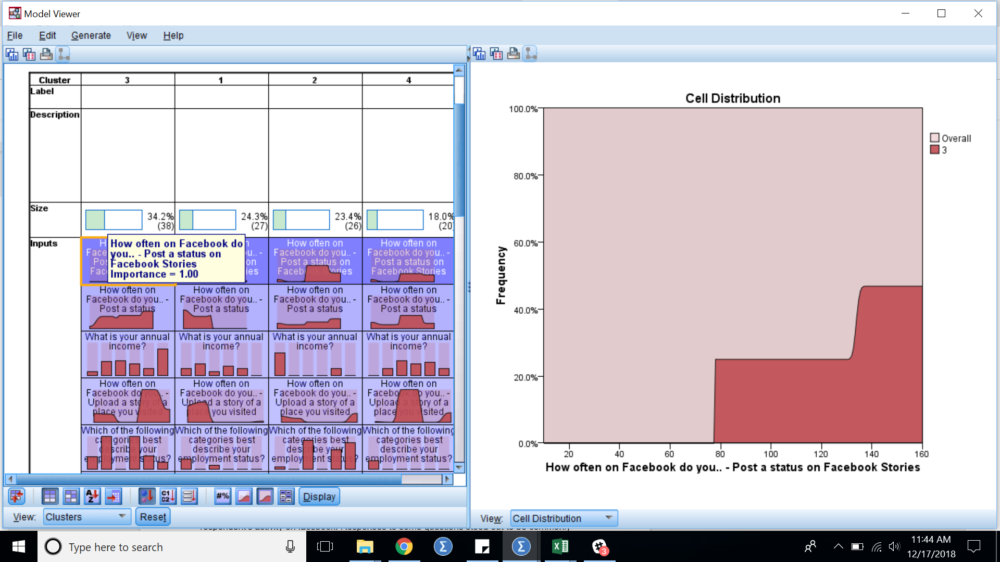 Model Viewer
File Edit Generate View Help
Cluster 3 1 2 4
Label
Description
Size
34.2% 24.3% 23.4% 18.0%
(38) (27) (26) (20)
Inputs
How often on Facebook do
you.. - Post a status on
Facebook Stories
Importance = 1.00
How often on
Facebook do you.. -
Post a status on
Facebook Stories
How often on
Facebook do you.. -
Post a status on
Facebook Stories
How often on
Facebook do you.. -
Post a status
How often on
Facebook do you.. -
Post a status
How often on
Facebook do you.. -
Post a status
How often on
Facebook do you.. -
Post a status
What is your annual
income?
What is your annual
income?
What is your annual
income?
What is your annual
income?
How often on
Facebook do you.. -
Upload a story of a
place you visited
How often on
Facebook do you.. -
Upload a story of a
place you visited
How often on
Facebook do you.. -
Upload a story of a
place you visited
How often on
Facebook do you.. -
Upload a story of a
place you visited
Which of the following
categories best
describe your
employment status?
Which of the following
categories best
describe your
employment status?
Which of the following
categories best
describe your
employment status?
Which of the following
categories best
describe your
employment status?
A
Z
C1
C2
#%
Display
View: Clusters Reset
Cell Distribution
100.0%
80.0%
60.0%
40.0%
20.0%
0.0%
Frequency
20 40 60 80 100 120 140 160
How often on Facebook do you.. - Post a status on Facebook Stories
Overall
3
View: Cell Distribution
Type here to search
3
11:44 AM
12/17/2018